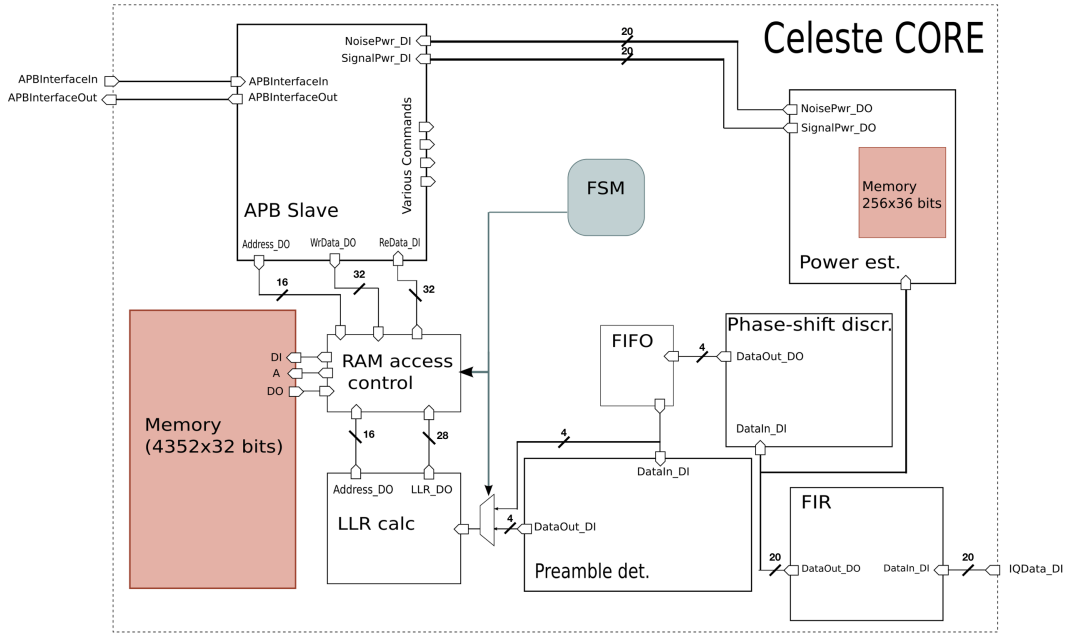 Celeste CORE
20
20
NoisePwr_DI
SignalPwr_DI
APBInterfaceIn
APBInterfaceOut
APBInterfaceIn
APBInterfaceOut
Various Commands
APB Slave
Address_DO
WrData_DO
ReData_DI
NoisePwr_DO
SignalPwr_DO
Memory
256x36 bits
Power est.
FSM
16
32
32
DI
A
DO
RAM access
control
Memory
(4352x32 bits)
16
28
Address_DO
LLR_DO
LLR calc
FIFO
4
Phase-shift discr.
DataOut_DO
DataIn_DI
4
DataIn_DI
4
DataOut_DI
Preamble det.
FIR
20
DataOut_DO
DataIn_DI
20
IQData_DI